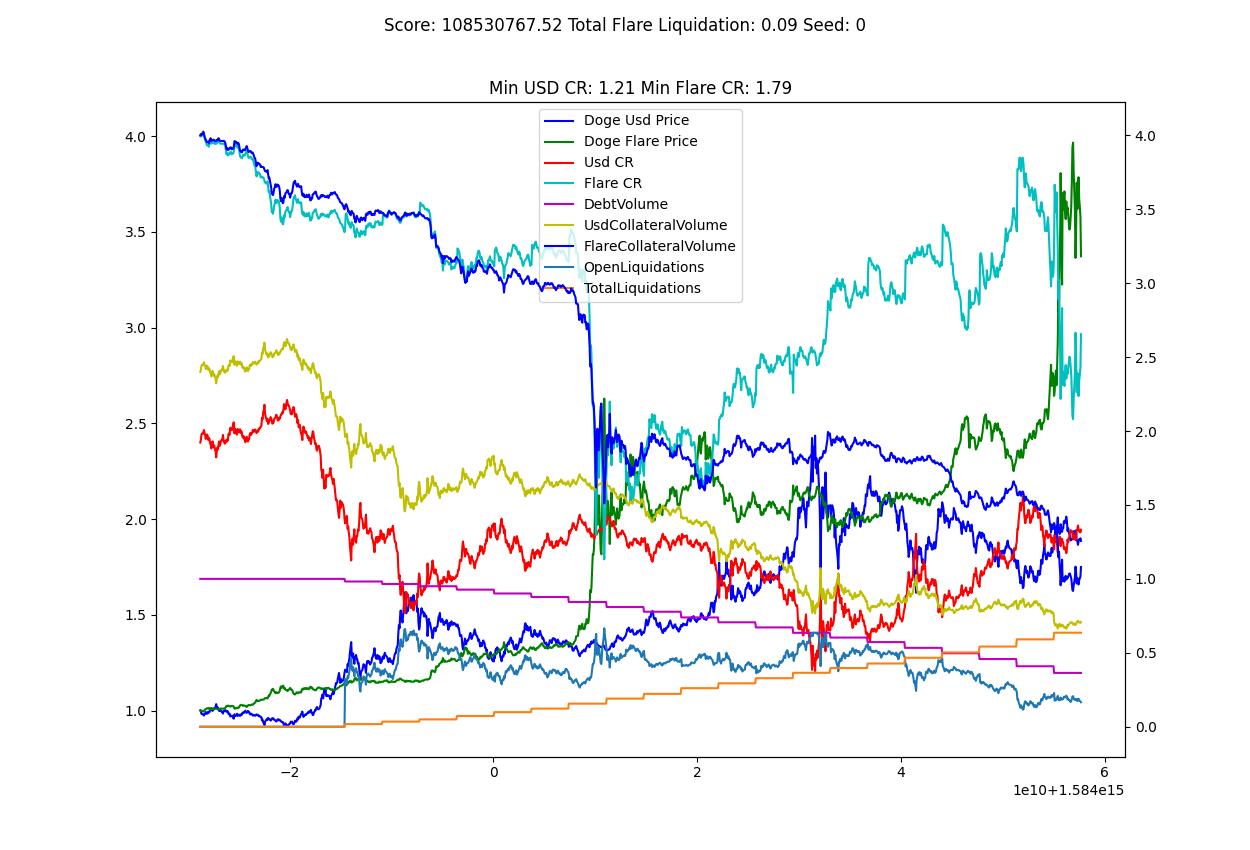 Score: 108530767.52 Total Flare Liquidation: 0.09 Seed: 0
Min USD CR: 1.21 Min Flare CR: 1.79
Doge Usd Price
Doge Flare Price
Usd CR
Flare CR
DebtVolume
UsdCollateralVolume
FlareCollateralVolume
OpenLiquidations
TotalLiquidations
4.0
3.5
3.0
2.5
2.0
1.5
1.0
4.0
3.5
3.0
2.5
2.0
1.5
1.0
0.5
0.0
−2
0
2
4
6
1e10+1.584e15